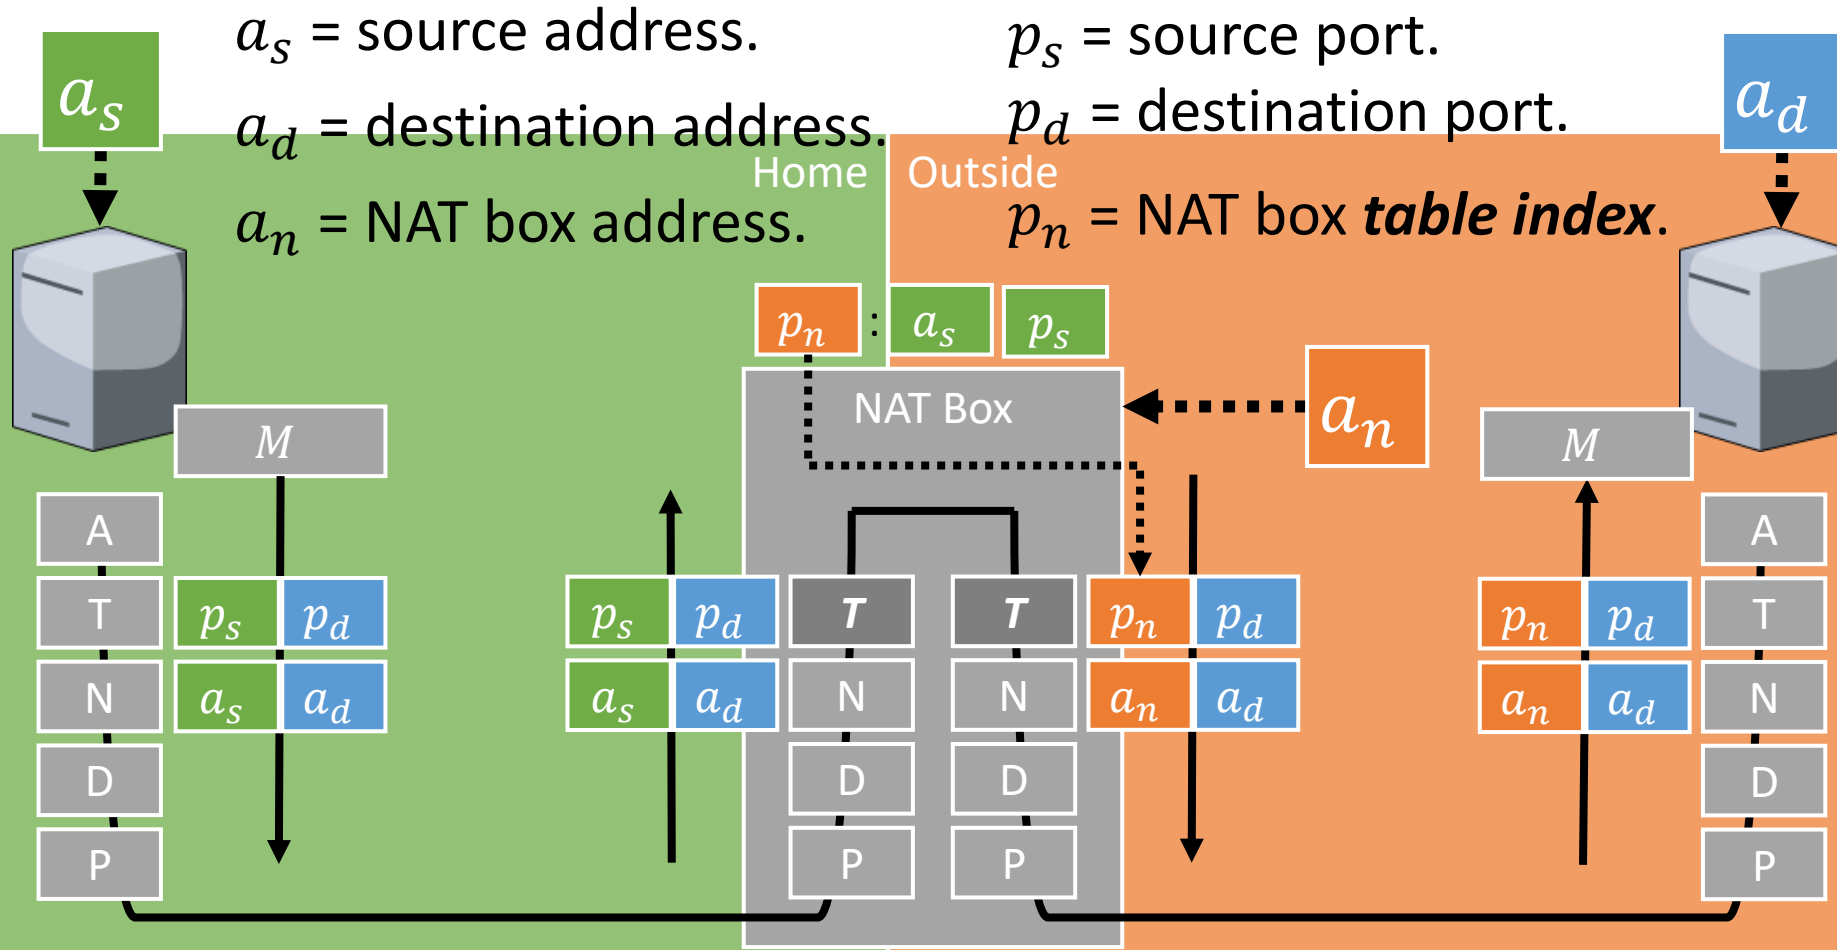 a_s
a_s = source address.
p_s = source port.
a_d
a_d = destination address.
p_d = destination port.
Home
Outside
a_n = NAT box address.
p_n = NAT box table index.
p_n : a_s p_s
NAT Box
a_n
M
M
A
A
T
p_s p_d
p_s p_d
T
T
p_n p_d
p_n p_d
T
N
a_s a_d
a_s a_d
N
N
a_n a_d
a_n a_d
N
D
D
D
D
P
P
P
P